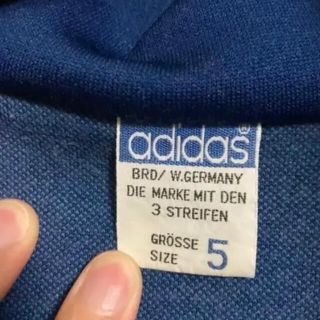 adidas®
BRD/ W.GERMANY
DIE MARKE MIT DEN
3 STREIFEN
GRÖSSE 5
SIZE